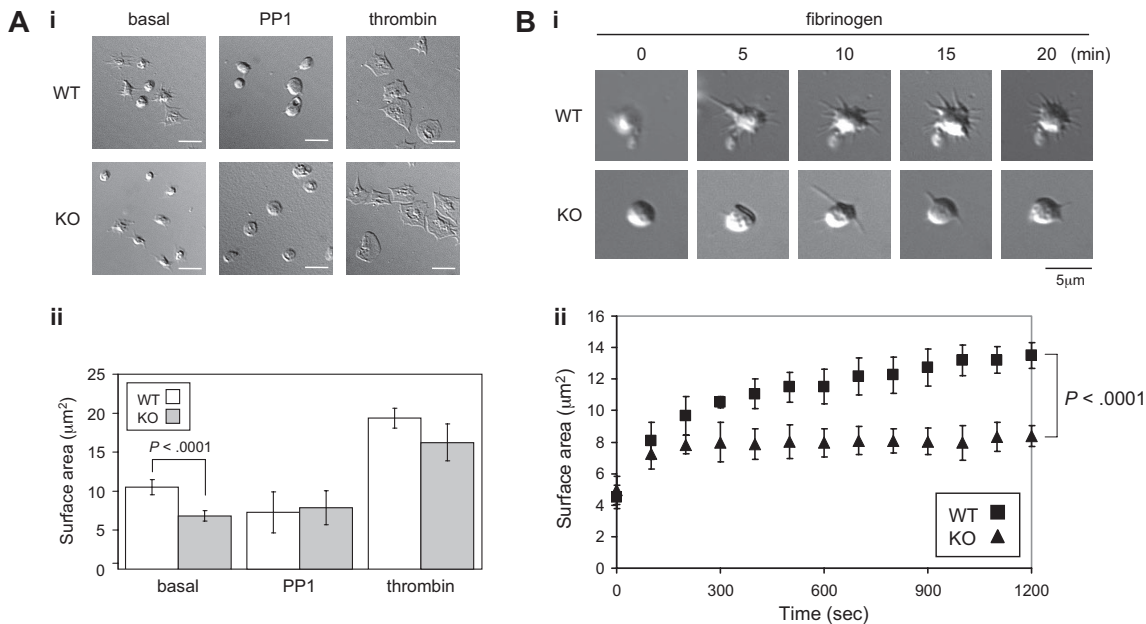 A i
basal PP1 thrombin
WT
KO
ii
25
20
15
10
5
0
Surface area (μm²)
WT
KO
P < .0001
basal PP1 thrombin
B i
fibrinogen
0 5 10 15 20 (min)
WT
KO
5μm
ii
16
14
12
10
8
6
4
2
0
Surface area (μm²)
P < .0001
WT
KO
0 300 600 900 1200
Time (sec)